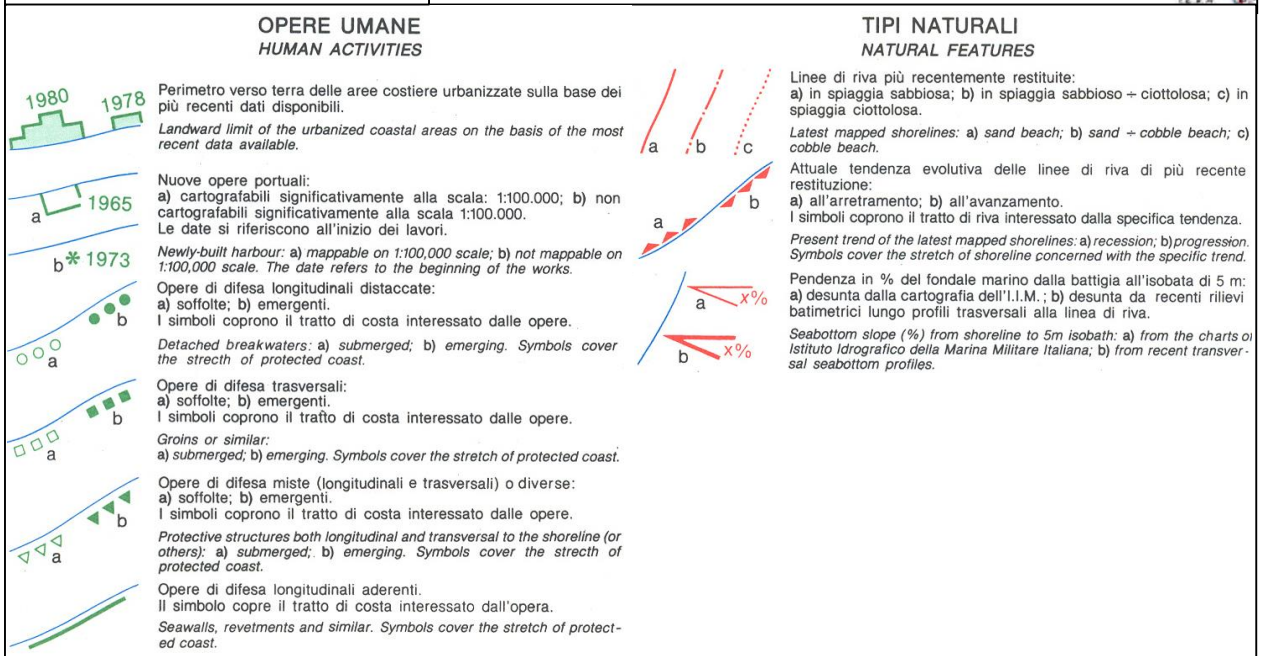 OPERE UMANE
HUMAN ACTIVITIES
1980
1978
Perimetro verso terra delle aree costiere urbanizzate sulla base dei
più recenti dati disponibili.
Landward limit of the urbanized coastal areas on the basis of the most
recent data available.
a
1965
b* 1973
Nuove opere portuali:
a) cartografabili significativamente alla scala: 1:100.000; b) non
cartografabili significativamente alla scala 1:100.000.
Le date si riferiscono all'inizio dei lavori.
Newly-built harbour: a) mappable on 1:100,000 scale; b) not mappable on
1:100,000 scale. The date refers to the beginning of the works.
b
a
Opere di difesa longitudinali distaccate:
a) soffolte; b) emergenti.
I simboli coprono il tratto di costa interessato dalle opere.
Detached breakwaters: a) submerged; b) emerging. Symbols cover
the strecth of protected coast.
b
a
Opere di difesa trasversali:
a) soffolte; b) emergenti.
I simboli coprono il tratto di costa interessato dalle opere.
Groins or similar:
a) submerged; b) emerging. Symbols cover the stretch of protected coast.
b
a
Opere di difesa miste (longitudinali e trasversali) o diverse:
a) soffolte; b) emergenti.
I simboli coprono il tratto di costa interessato dalle opere.
Protective structures both longitudinal and transversal to the shoreline (or
others): a) submerged; b) emerging. Symbols cover the strecth of
protected coast.
Opere di difesa longitudinali aderenti.
Il simbolo copre il tratto di costa interessato dall'opera.
Seawalls, revetments and similar. Symbols cover the stretch of protect-
ed coast.
TIPI NATURALI
NATURAL FEATURES
a
b
c
Linee di riva più recentemente restituite:
a) in spiaggia sabbiosa; b) in spiaggia sabbioso ÷ ciottolosa; c) in
spiaggia ciottolosa.
Latest mapped shorelines: a) sand beach; b) sand ÷ cobble beach; c)
cobble beach.
a
b
Attuale tendenza evolutiva delle linee di riva di più recente
restituzione:
a) all'arretramento; b) all'avanzamento.
I simboli coprono il tratto di riva interessato dalla specifica tendenza.
Present trend of the latest mapped shorelines: a) recession; b) progression.
Symbols cover the stretch of shoreline concerned with the specific trend.
a
x%
b
x%
Pendenza in % del fondale marino dalla battigia all'isobata di 5 m:
a) desunta dalla cartografia dell'I.I.M.; b) desunta da recenti rilievi
batimetrici lungo profili trasversali alla linea di riva.
Seabottom slope (%) from shoreline to 5m isobath: a) from the charts of
Istituto Idrografico della Marina Militare Italiana; b) from recent transver-
sal seabottom profiles.